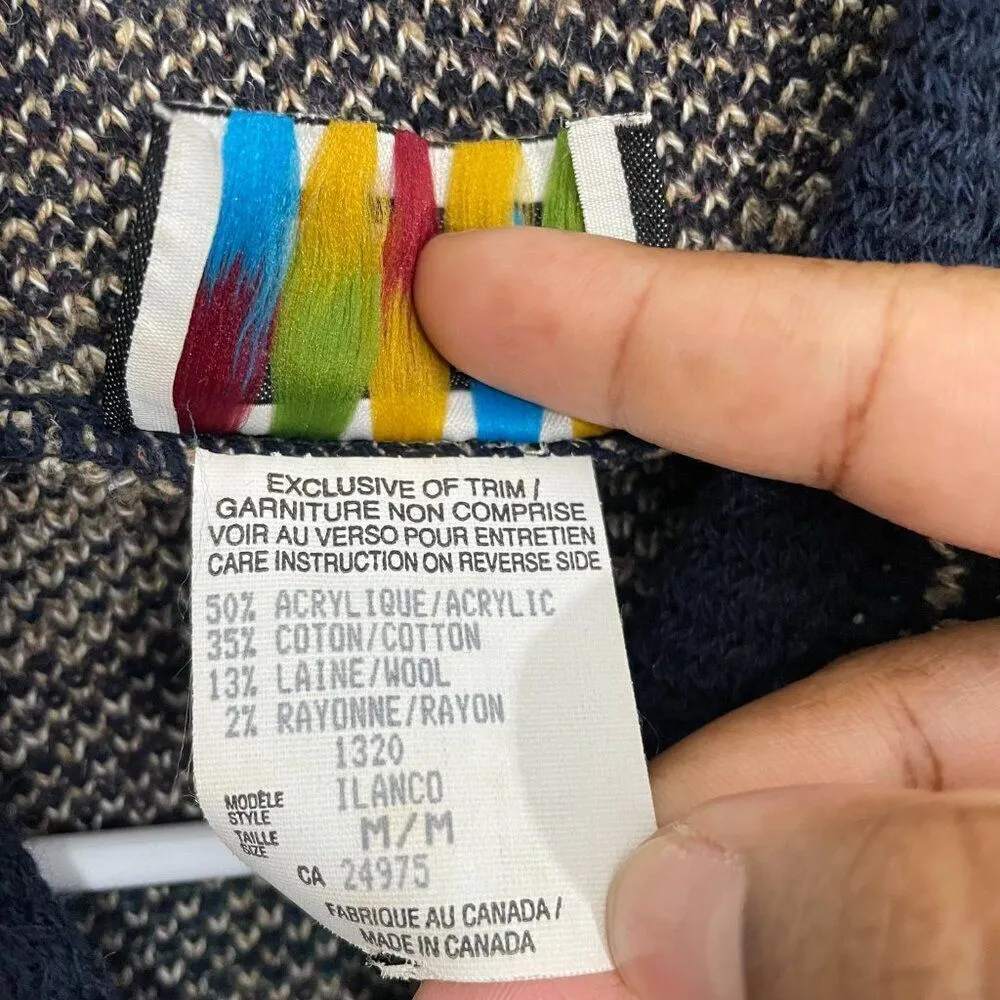 EXCLUSIVE OF TRIM /
GARNITURE NON COMPRISE
VOIR AU VERSO POUR ENTRETIEN
CARE INSTRUCTION ON REVERSE SIDE
50% ACRYLIQUE/ACRYLIC
35% COTON/COTTON
13% LAINE/WOOL
2% RAYONNE/RAYON
1320
MODÈLE ILANCO
STYLE
TAILLE M/M
SIZE
CA 24975
FABRIQUE AU CANADA /
MADE IN CANADA